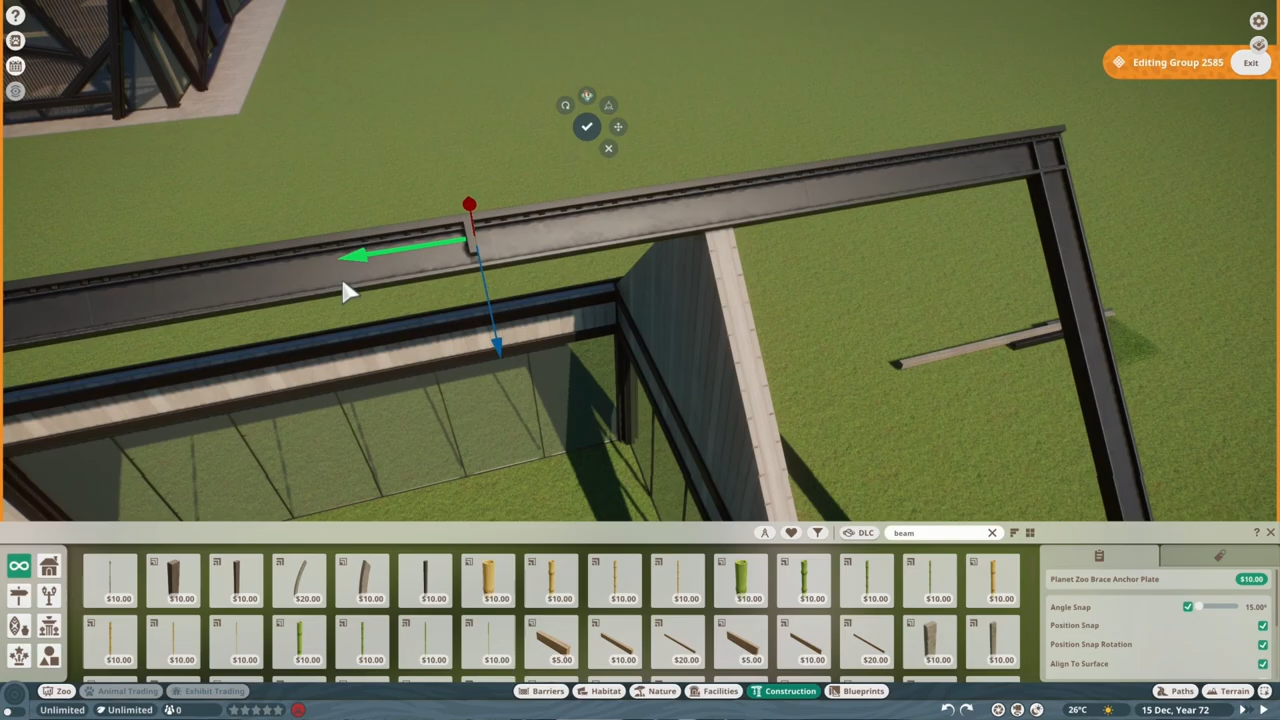 ?
Editing Group 2585 Exit
DLC beam ?
$10.00 $10.00 $10.00 $20.00 $10.00 $10.00 $10.00 $10.00 $10.00 $10.00 $10.00 $10.00 $10.00 $10.00 $10.00
$10.00 $10.00 $10.00 $10.00 $10.00 $10.00 $10.00 $5.00 $10.00 $20.00 $5.00 $10.00 $20.00 $10.00 $10.00
Planet Zoo Brace Anchor Plate $10.00
Angle Snap 15.00°
Position Snap
Position Snap Rotation
Align To Surface
Zoo Animal Trading Exhibit Trading Barriers Habitat Nature Facilities Construction Blueprints Paths Terrain
Unlimited Unlimited 0 26°C 15 Dec, Year 72